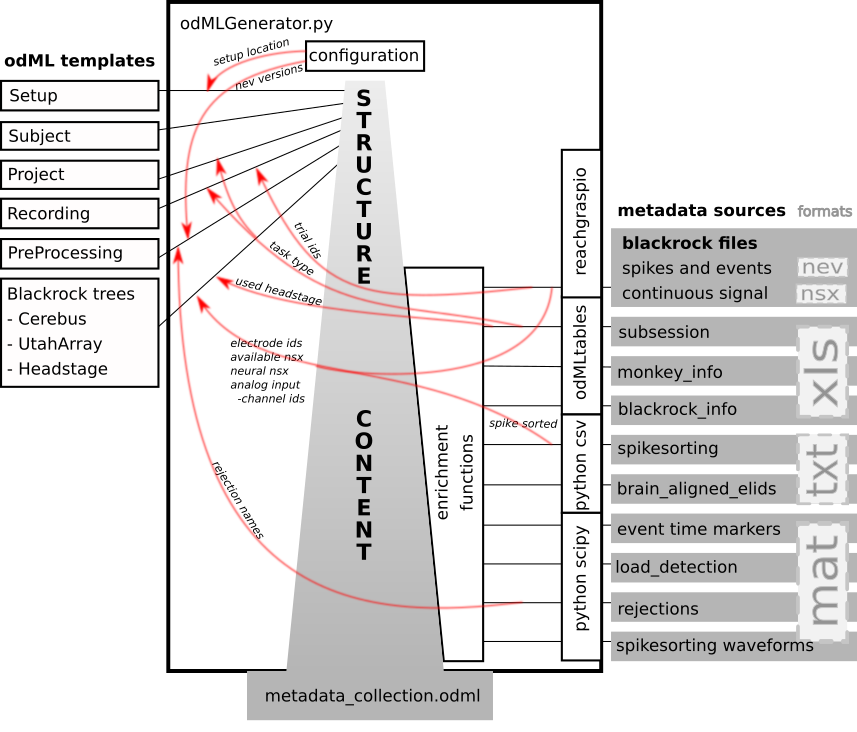 odMLGenerator.py
odML templates
Setup
Subject
Project
Recording
PreProcessing
Blackrock trees
- Cerebus
- UtahArray
- Headstage
configuration
setup location
nev versions
STRUCTURE
trial ids
task type
used headstage
electrode ids
available nsx
neural nsx
analog input
-channel ids
CONTENT
rejection names
spike sorted
enrichment
functions
reachgraspio
odMLtables
python csv
python scipy
metadata sources
formats
blackrock files
spikes and events
nev
continuous signal
nsx
subsession
monkey_info
blackrock_info
xls
spikesorting
brain_aligned_elids
txt
event time markers
load_detection
rejections
spikesorting waveforms
mat
metadata_collection.odml